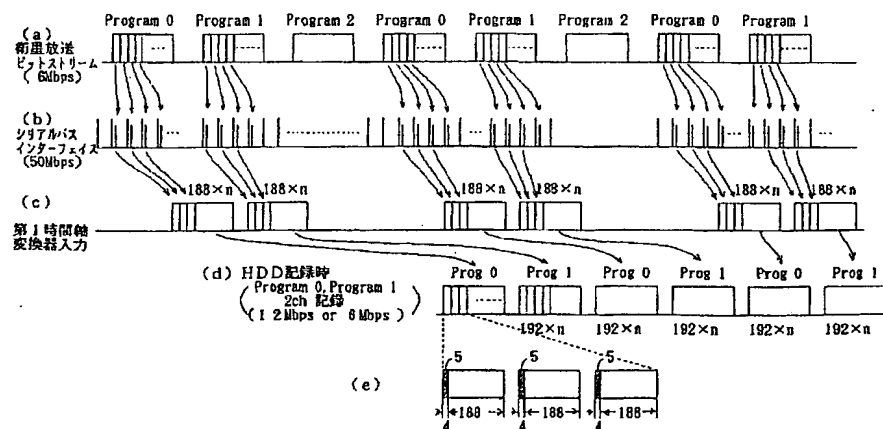 Program 0 Program 1 Program 2 Program 0 Program 1 Program 2 Program 0 Program 1
(a)
衛星放送
ビットストリーム
(6Mbps)
(b)
シリアルバス
インターフェイス
(50Mbps)
188×n 188×n 188×n 188×n 188×n 188×n
(c)
第1時間軸
変換器入力
(d) HDD記録時
Program 0, Program 1
2ch 記録
(12Mbps or 6Mbps)
Prog 0 Prog 1 Prog 0 Prog 1 Prog 0 Prog 1
192×n 192×n 192×n 192×n 192×n
5 5 5
(e)
188 188 188
4 4 4